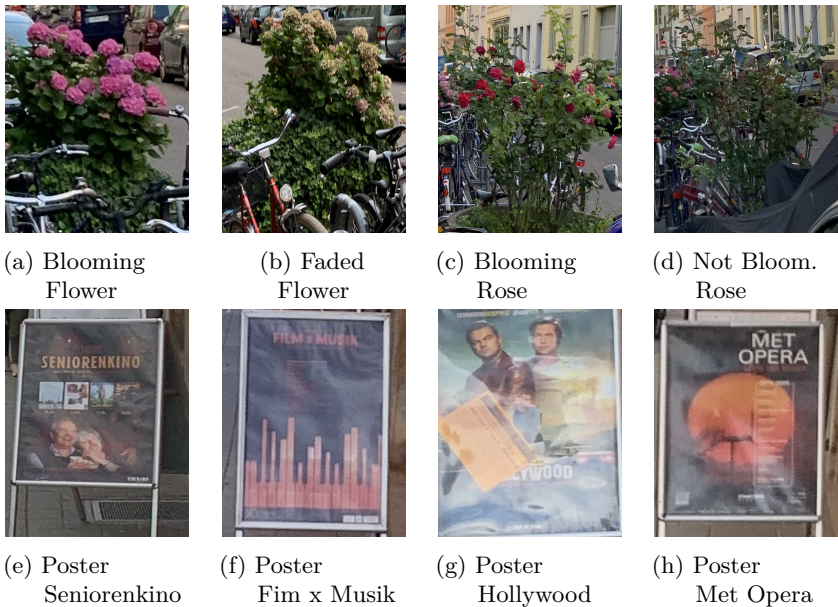 (a) Blooming
Flower
(b) Faded
Flower
(c) Blooming
Rose
(d) Not Bloom.
Rose
SENIORENKINO
FILM x MUSIK
LYWOOD
MET
OPERA
(e) Poster
Seniorenkino
(f) Poster
Fim x Musik
(g) Poster
Hollywood
(h) Poster
Met Opera